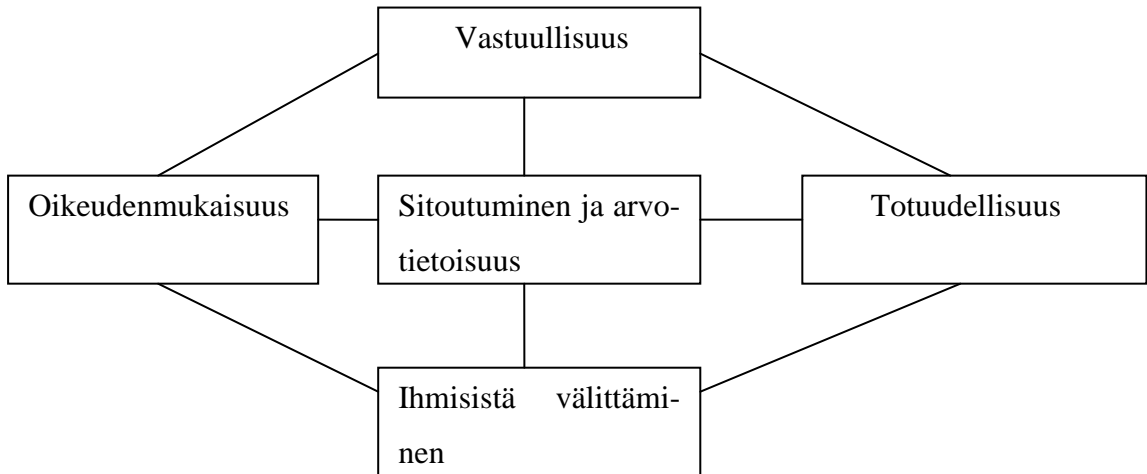 Vastuullisuus
Oikeudenmukaisuus
Sitoutuminen ja arvo-
tietoisuus
Totuudellisuus
Ihmisistä välittämi-
nen